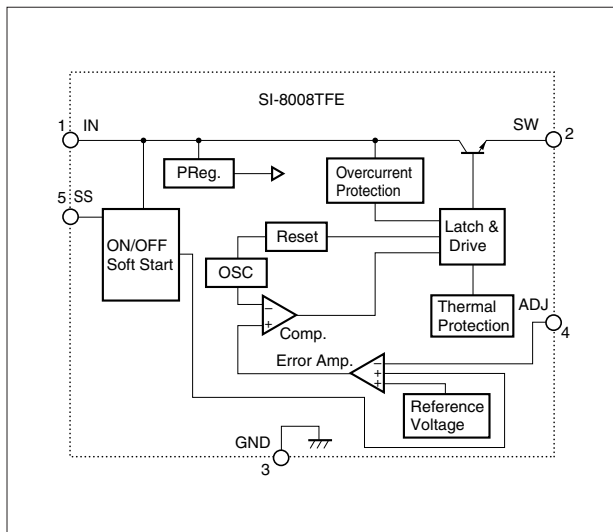 SI-8008TFE
1 IN
SW 2
PReg.
Overcurrent
Protection
5 SS
ON/OFF
Soft Start
Reset
Latch &
Drive
OSC
−
+
Comp.
Thermal
Protection
ADJ
4
Error Amp.
−
+
+
Reference
Voltage
GND
3